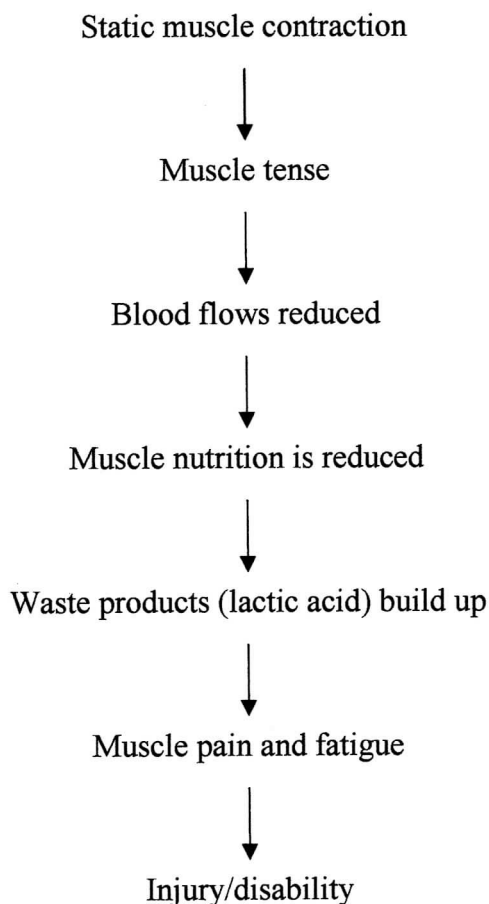 Static muscle contraction
Muscle tense
Blood flows reduced
Muscle nutrition is reduced
Waste products (lactic acid) build up
Muscle pain and fatigue
Injury/disability